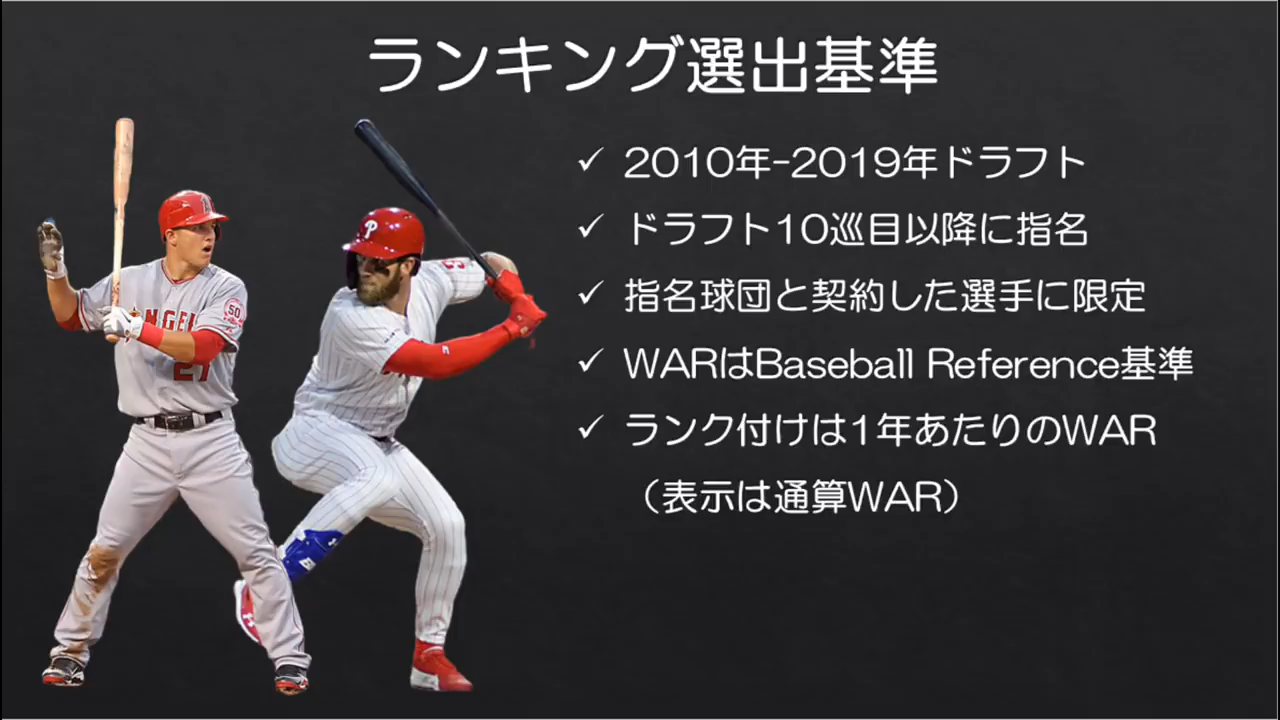 ランキング選出基準
✓ 2010年-2019年ドラフト
✓ ドラフト10巡目以降に指名
✓ 指名球団と契約した選手に限定
✓ WARはBaseball Reference基準
✓ ランク付けは1年あたりのWAR
（表示は通算WAR）
P
50
ANGEL
27